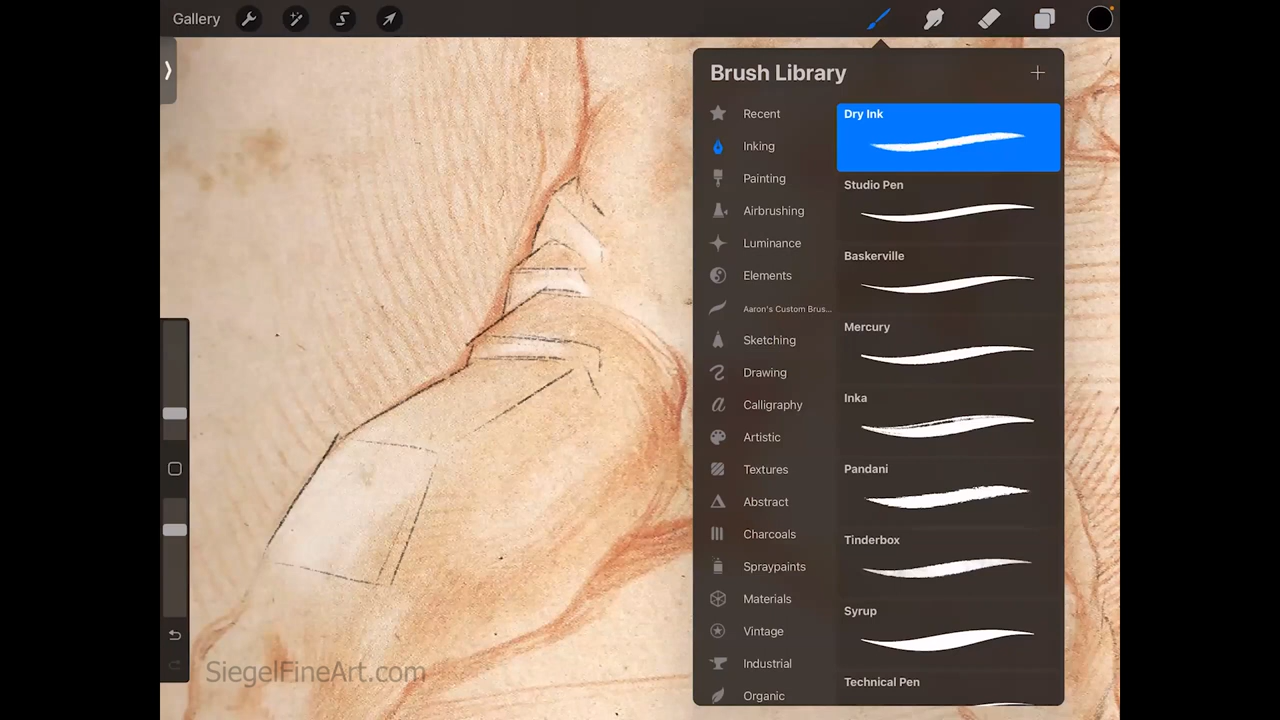 Gallery
Brush Library
Recent
Inking
Painting
Airbrushing
Luminance
Elements
Aaron's Custom Brus...
Sketching
Drawing
Calligraphy
Artistic
Textures
Abstract
Charcoals
Spraypaints
Materials
Vintage
Industrial
Organic
Dry Ink
Studio Pen
Baskerville
Mercury
Inka
Pandani
Tinderbox
Syrup
Technical Pen
SiegelFineArt.com